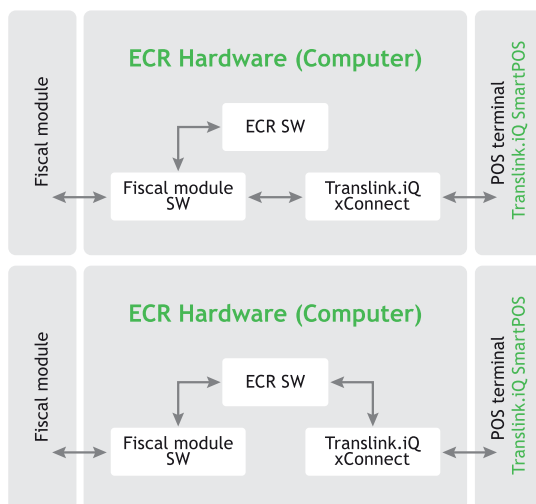 Fiscal module
ECR Hardware (Computer)
ECR SW
Fiscal module
SW
Translink.iQ
xConnect
POS terminal
Translink.iQ SmartPOS
Fiscal module
ECR Hardware (Computer)
ECR SW
Fiscal module
SW
Translink.iQ
xConnect
POS terminal
Translink.iQ SmartPOS